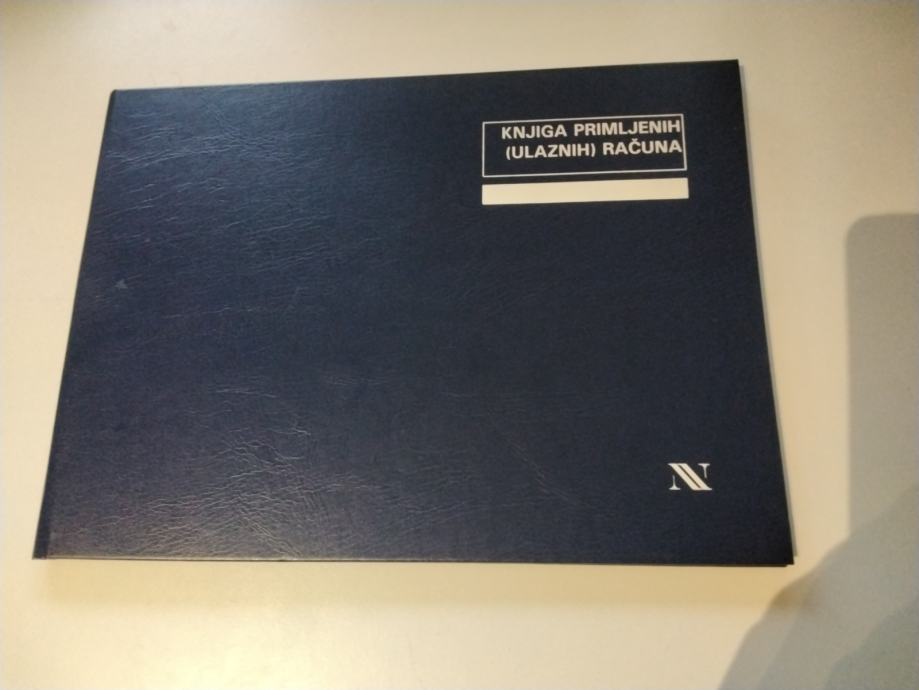 KNJIGA PRIMLJENIH
(ULAZNIH) RAČUNA
N